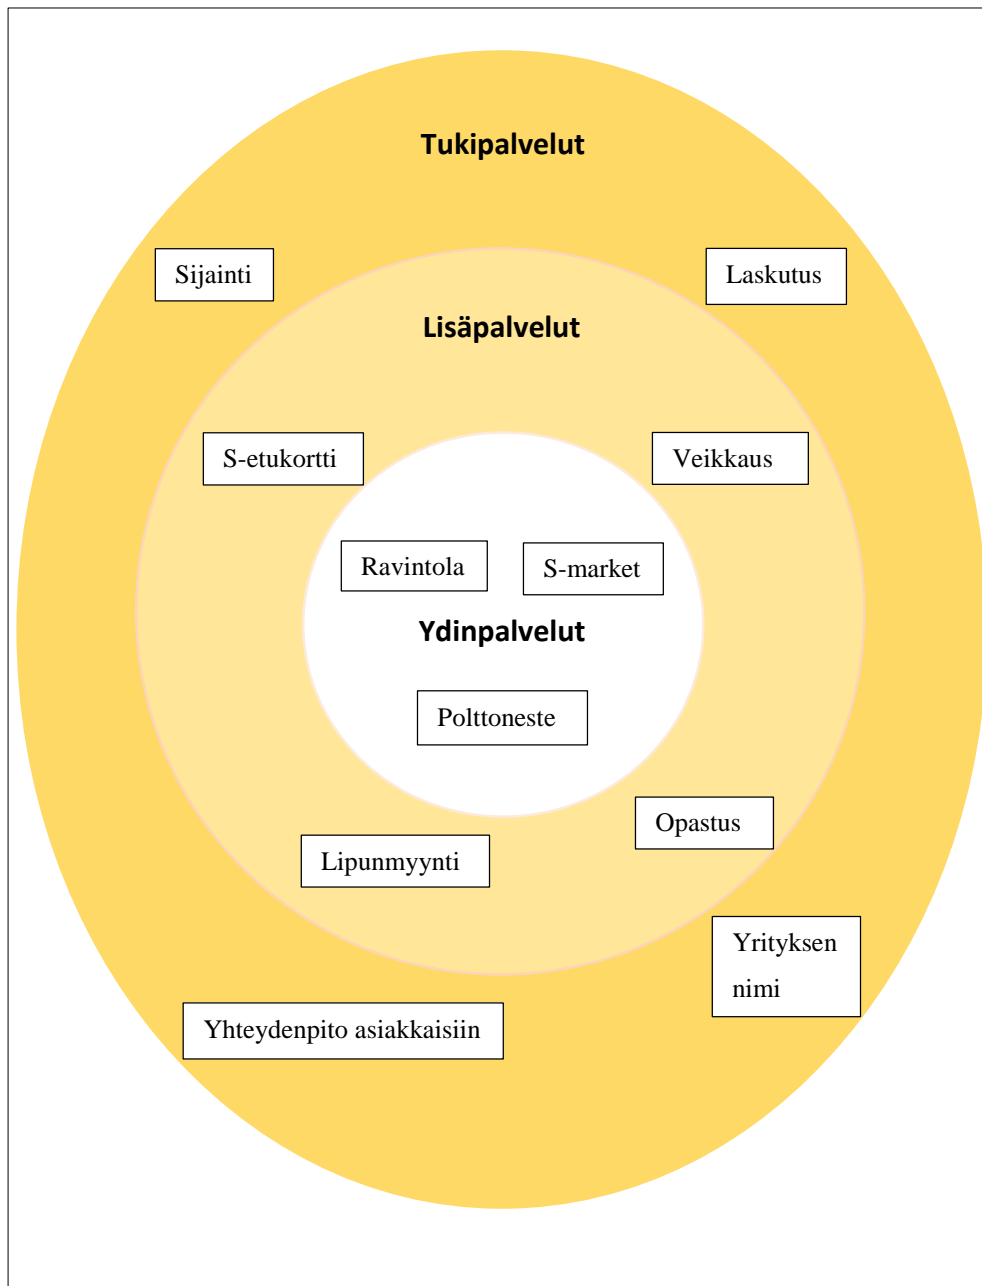 Tukipalvelut
Sijainti
Laskutus
Lisäpalvelut
S-etukortti
Veikkaus
Ravintola
S-market
Ydinpalvelut
Polttoneste
Opastus
Lipunmyynti
Yrityksen
nimi
Yhteydenpito asiakkaisiin